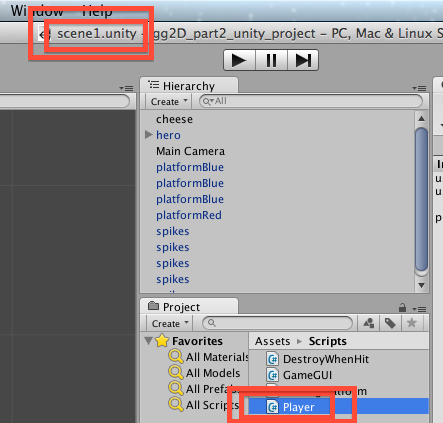 Window Help
scene1.unity - gg2D_part2_unity_project - PC, Mac & Linux S
Hierarchy
Create All
cheese
hero
Main Camera
platformBlue
platformBlue
platformBlue
platformRed
spikes
spikes
spikes
spikes
Project
Create
Favorites
All Materials
All Models
All Prefab
All Scripts
Assets Scripts
DestroyWhenHit
GameGUI
Player